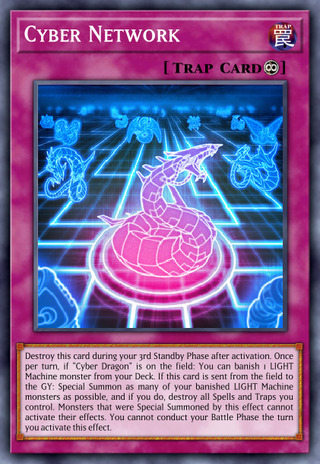 Cyber Network
TRAP
罠
[ Trap Card ]
Destroy this card during your 3rd Standby Phase after activation. Once
per turn, if "Cyber Dragon" is on the field: You can banish 1 LIGHT
Machine monster from your Deck. If this card is sent from the field to
the GY: Special Summon as many of your banished LIGHT Machine
monsters as possible, and if you do, destroy all Spells and Traps you
control. Monsters that were Special Summoned by this effect cannot
activate their effects. You cannot conduct your Battle Phase the turn
you activate this effect.